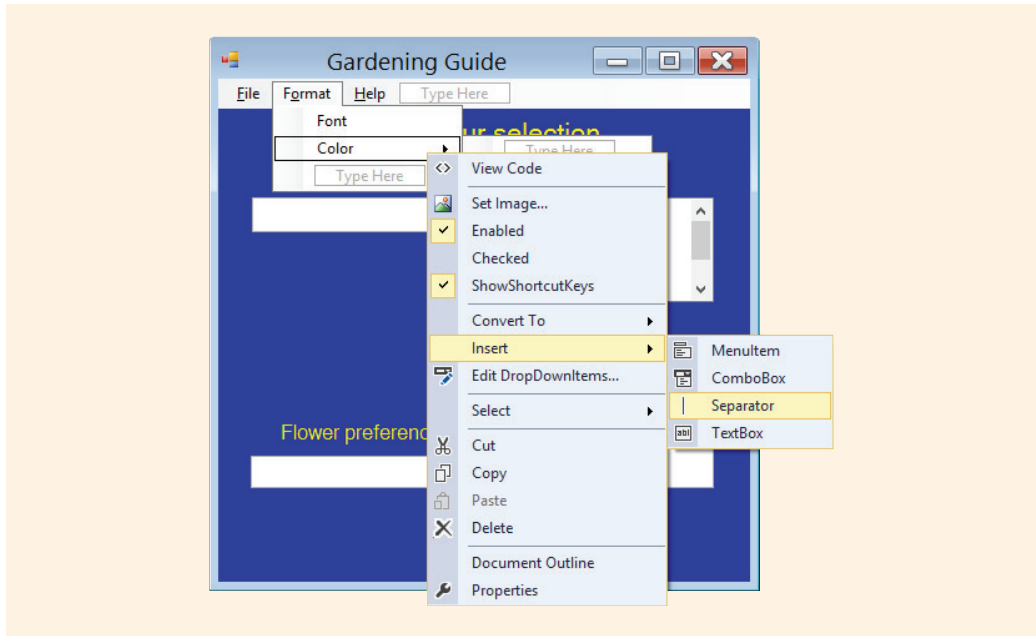 Gardening Guide
File Format Help Type Here
Font
ur selection
Color
Type Here
Type Here
View Code
Set Image...
Enabled
Checked
ShowShortcutKeys
Convert To
Insert
MenuItem
Edit DropDownItems...
ComboBox
Select
Separator
Flower preferenc
TextBox
Cut
Copy
Paste
Delete
Document Outline
Properties